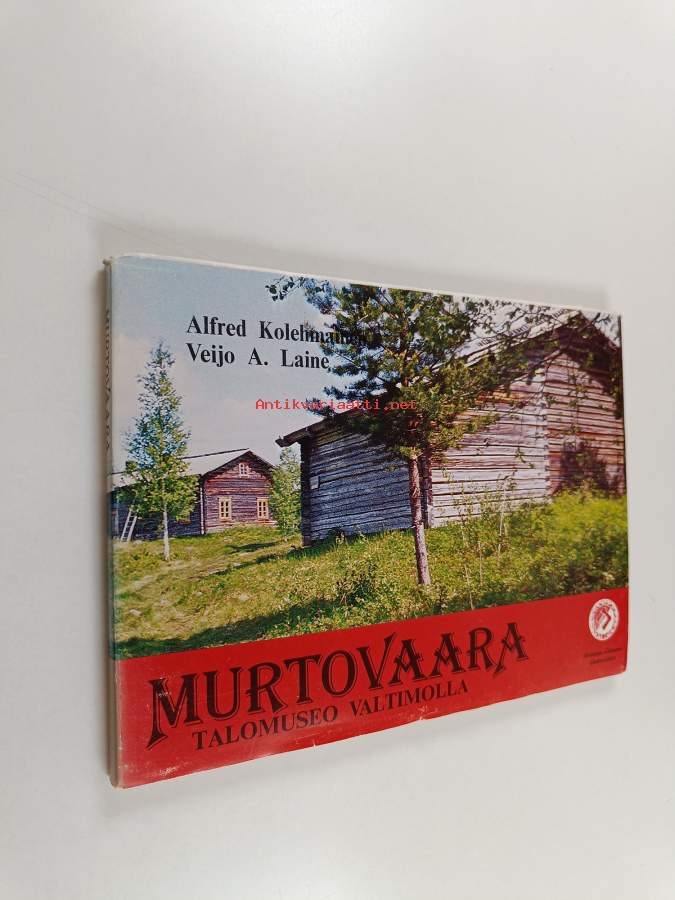 Alfred Kolehmainen
Veijo A. Laine
Antikvariaatti.net
MURTOVAARA
TALOMUSEO VALTIMOLLA